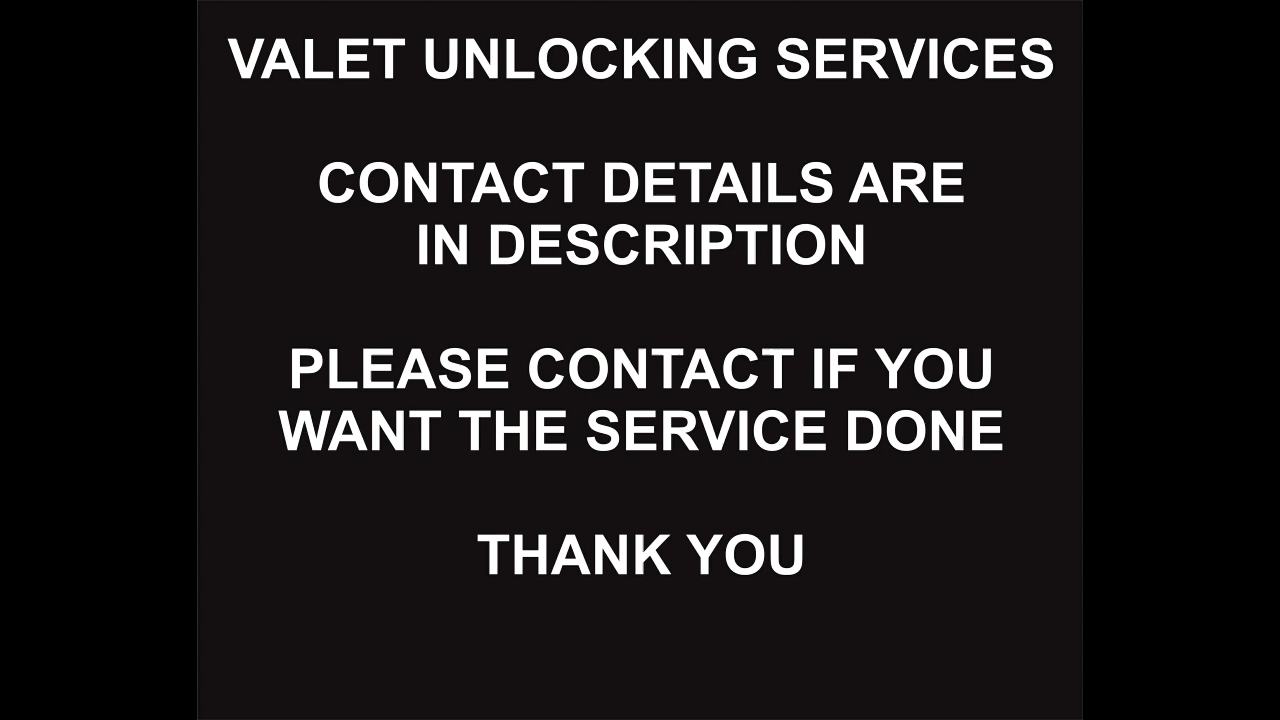 VALET UNLOCKING SERVICES
CONTACT DETAILS ARE
IN DESCRIPTION
PLEASE CONTACT IF YOU
WANT THE SERVICE DONE
THANK YOU